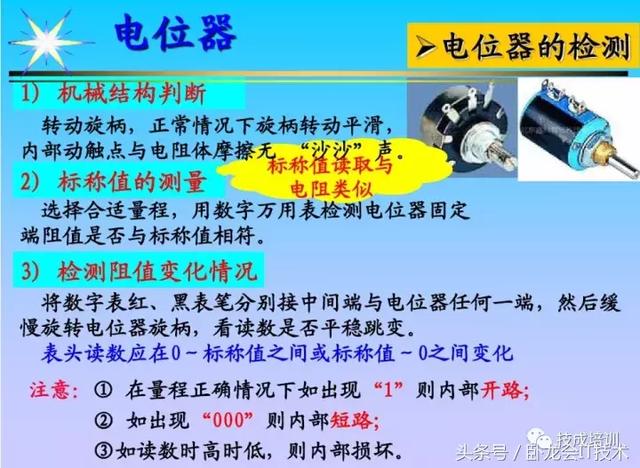 电位器
➢电位器的检测
1) 机械结构判断
转动旋柄，正常情况下旋柄转动平滑，
内部动触点与电阻体摩擦无 “沙沙”声。
标称值读取与
电阻类似
2) 标称值的测量
选择合适量程，用数字万用表检测电位器固定
端阻值是否与标称值相符。
3) 检测阻值变化情况
将数字表红、黑表笔分别接中间端与电位器任何一端，然后缓
慢旋转电位器旋柄，看读数是否平稳跳变。
表头读数应在0～标称值之间或标称值～0之间变化
注意： ① 在量程正确情况下如出现 “1” 则内部开路;
② 如出现 “000” 则内部短路;
③如读数时高时低，则内部损坏。
技成培训
头条号 / 卧龙会IT技术